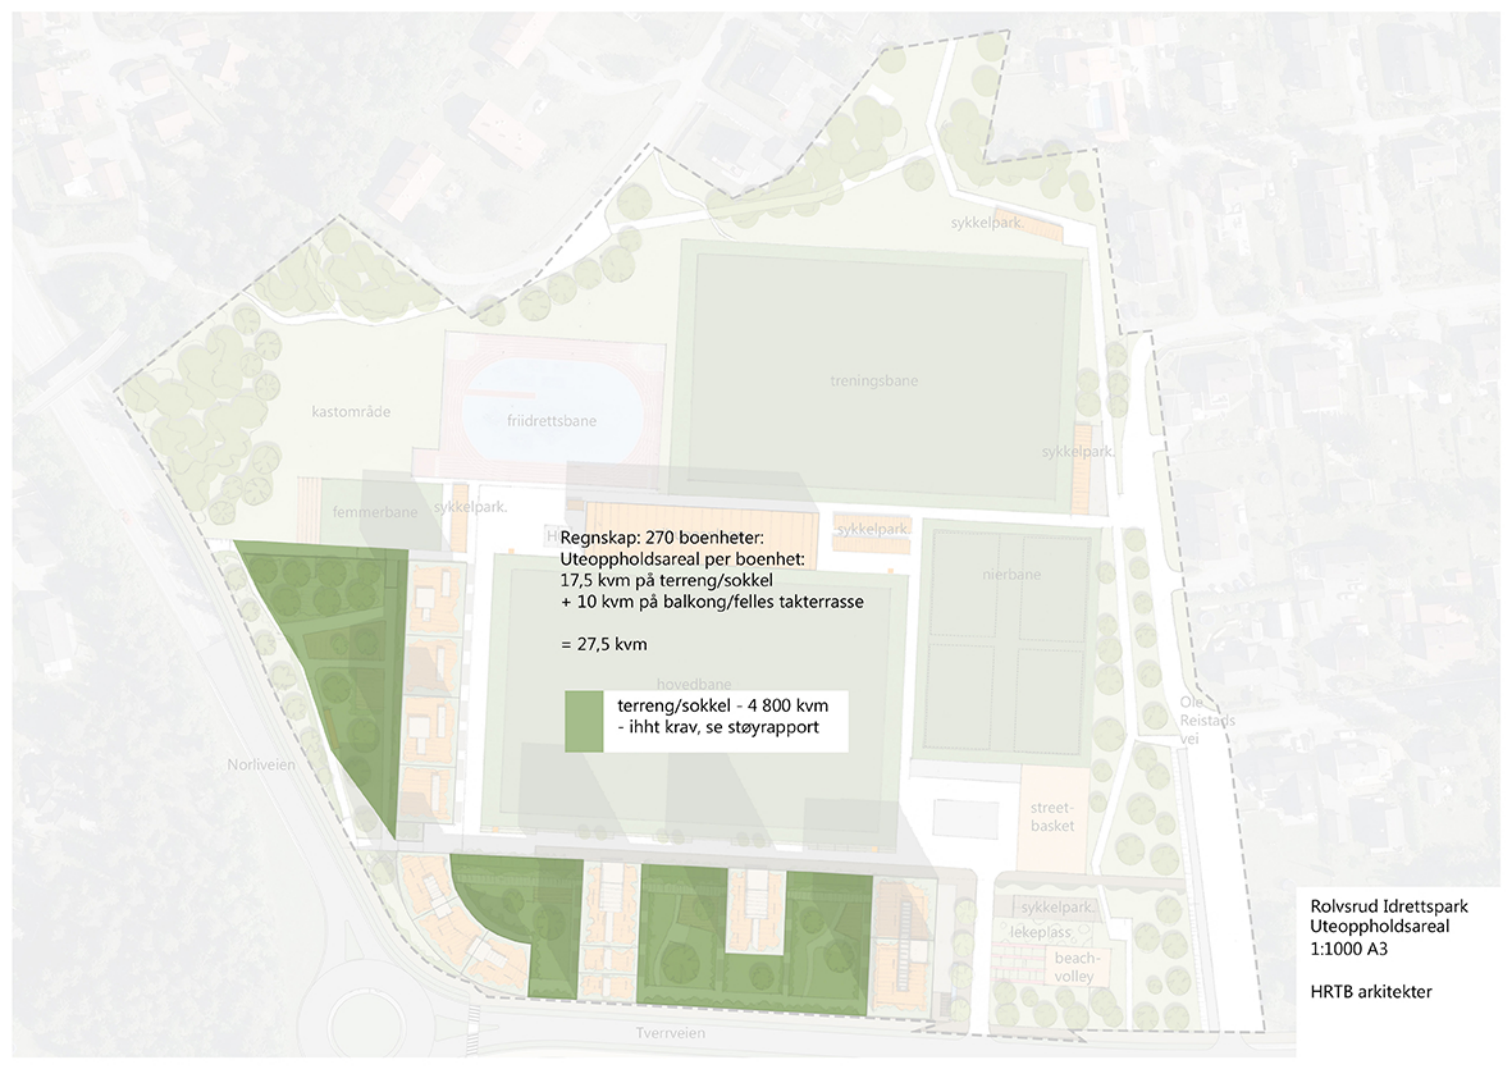 sykkelpark.
treningsbane
kastområde
friidrettsbane
sykkelpark.
femmerbane
sykkelpark.
sykkelpark.
Regnskap: 270 boenheter:
Uteoppholdsareal per boenhet:
17,5 kvm på terreng/sokkel
+ 10 kvm på balkong/felles takterrasse
= 27,5 kvm
nierbane
hovedbane
terreng/sokkel - 4 800 kvm
- ihht krav, se støyrapport
Ole
Reistads
vei
Norliveien
street-
basket
sykkelpark.
lekeplass
beach-
volley
Tverrveien
Rolvsrud Idrettspark
Uteoppholdsareal
1:1000 A3
HRTB arkitekter